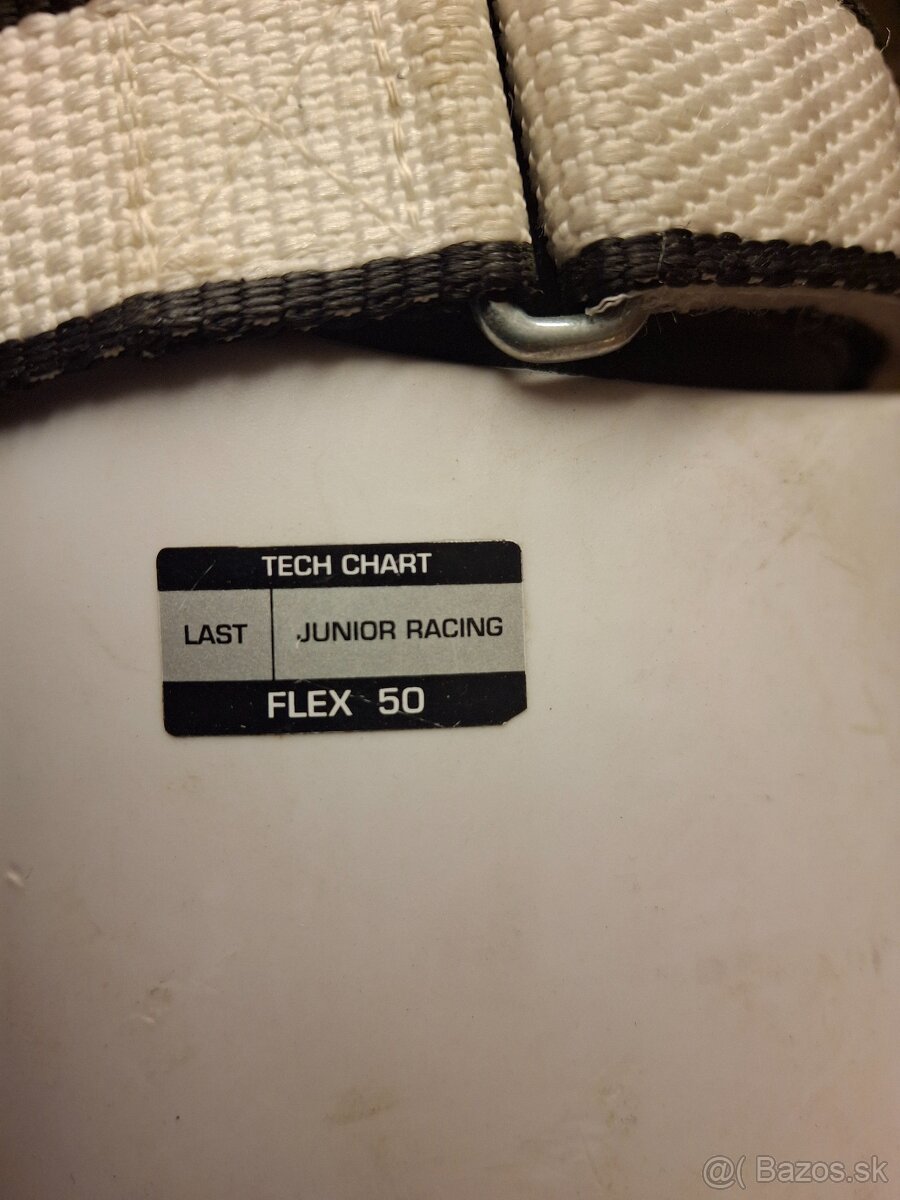 TECH CHART
LAST JUNIOR RACING
FLEX 50
@( Bazos.sk